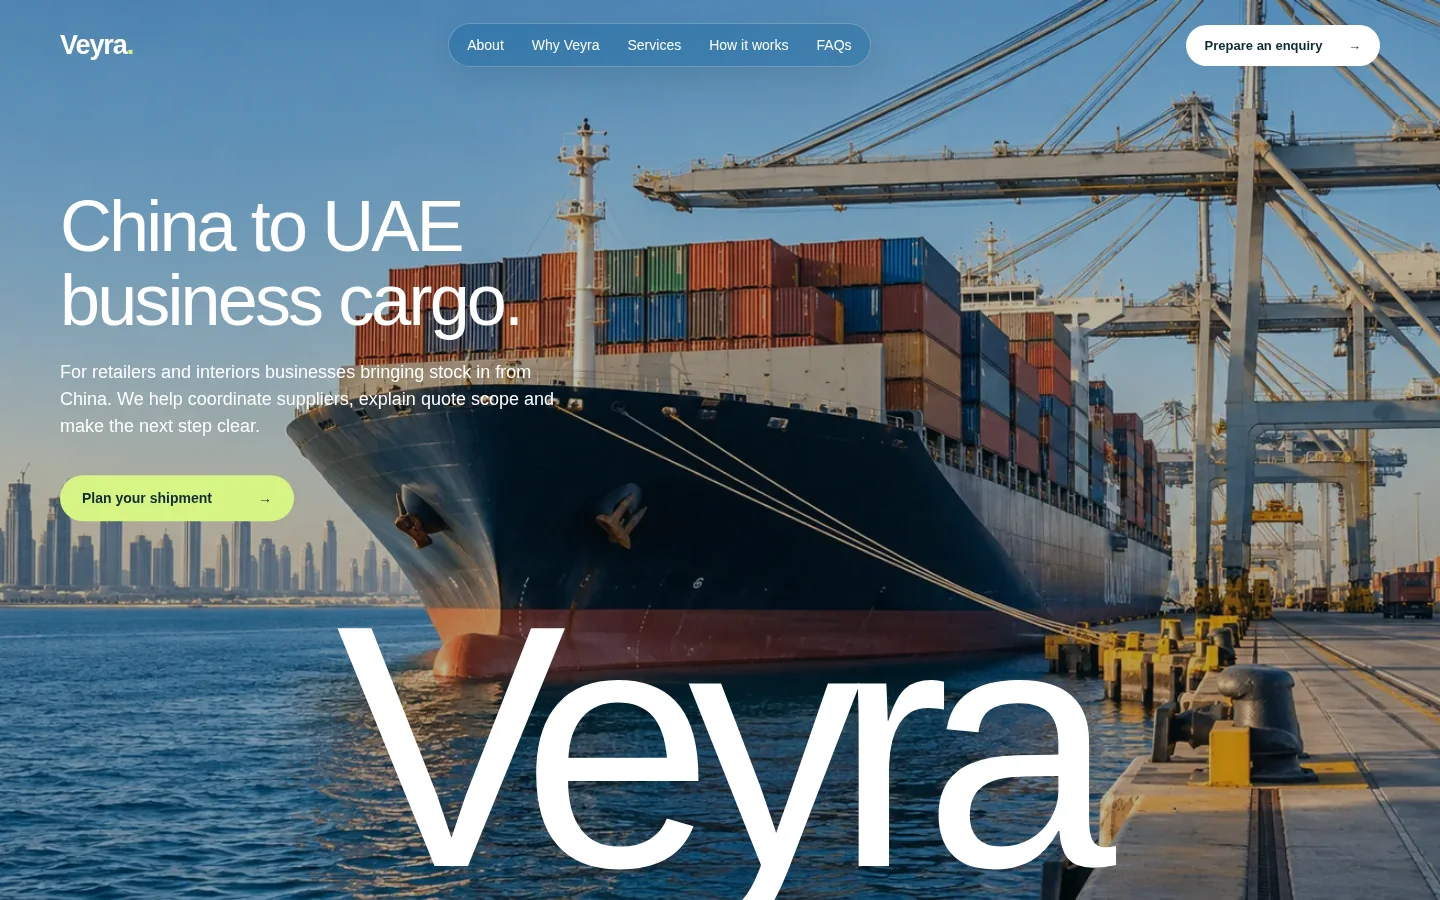 Veyra.
About
Why Veyra
Services
How it works
FAQs
Prepare an enquiry →
China to UAE
business cargo.
For retailers and interiors businesses bringing stock in from
China. We help coordinate suppliers, explain quote scope and
make the next step clear.
Plan your shipment →
Veyra